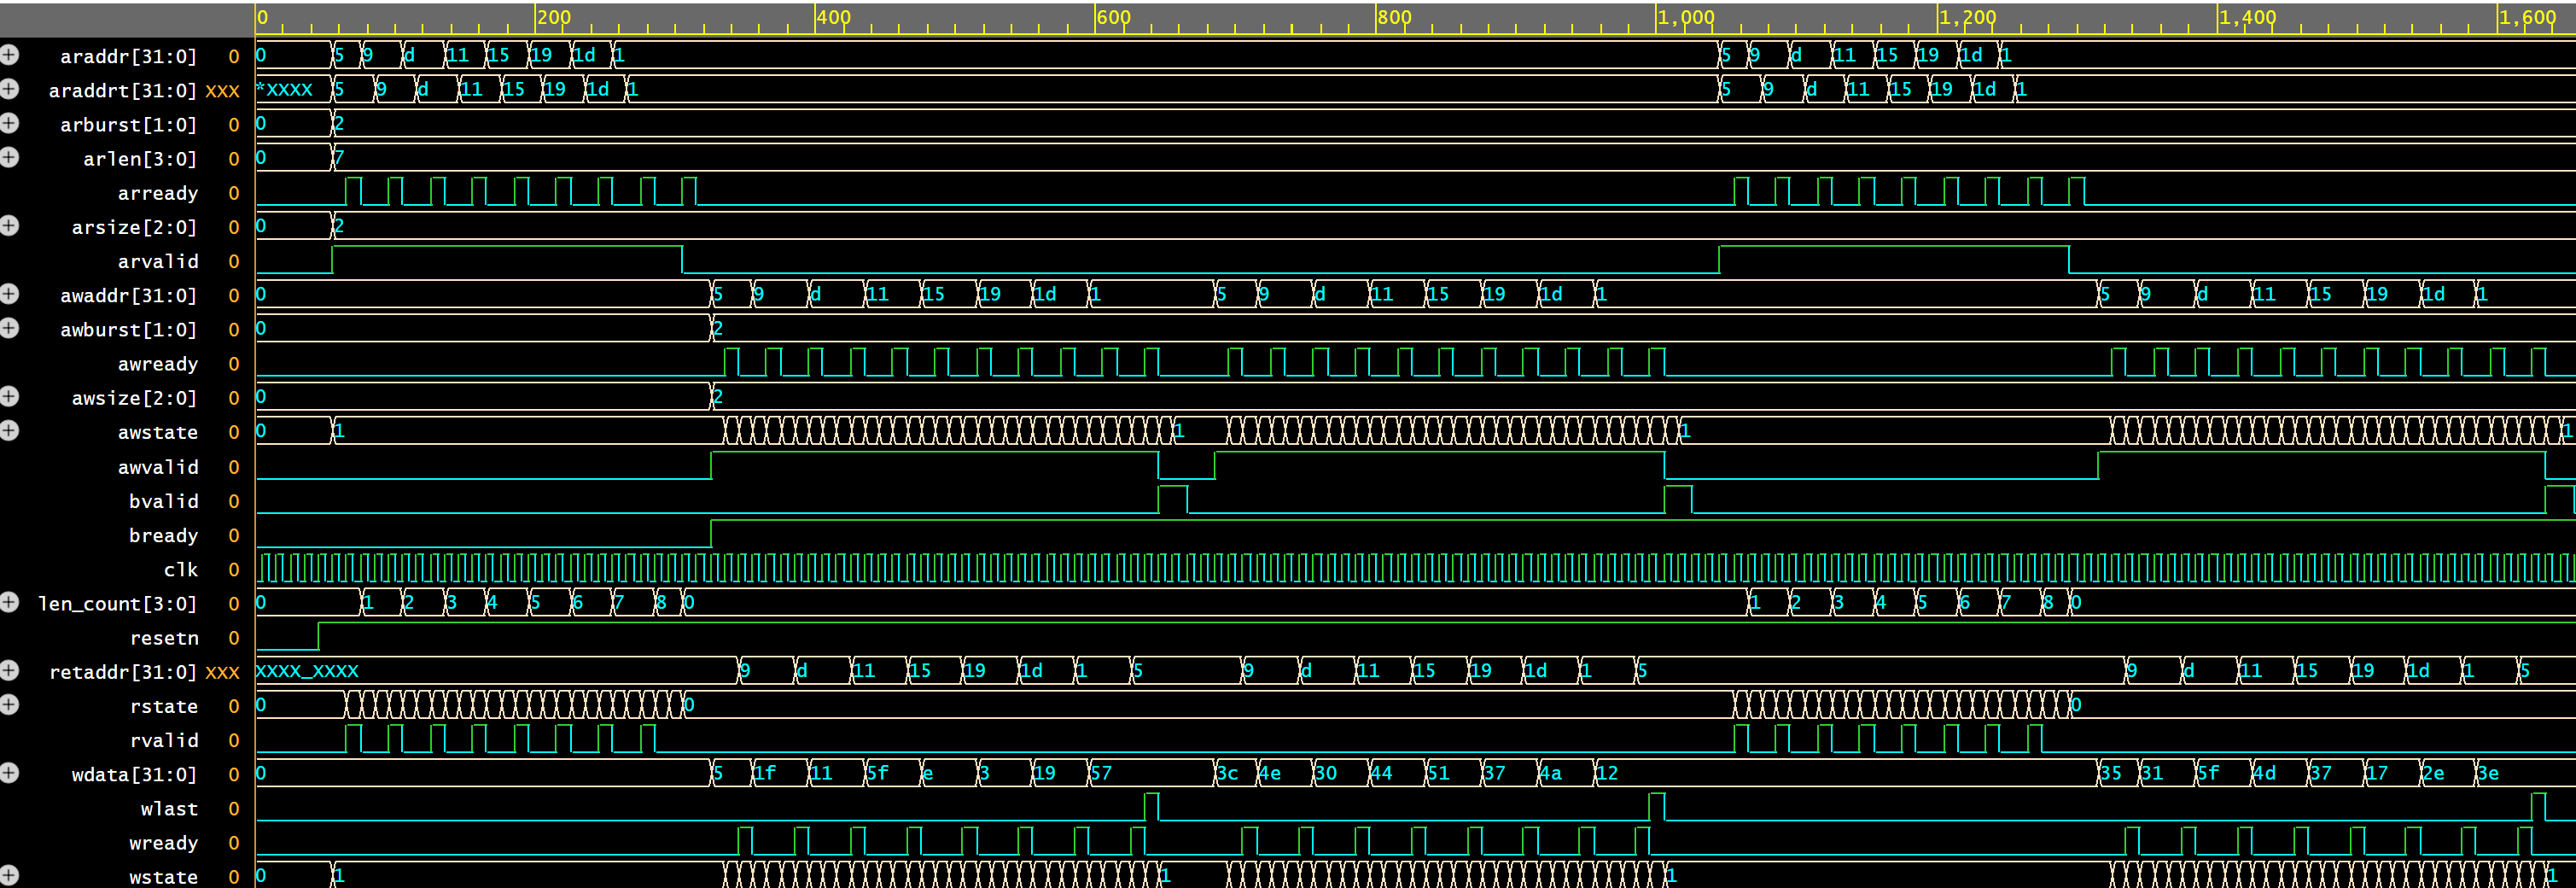 0 200 400 600 800 1,000 1,200 1,400 1,600
araddr[31:0] 0 0 5 9 d 11 15 19 1d 1 5 9 d 11 15 19 1d 1
araddrt[31:0] XXX *XXXX 5 9 d 11 15 19 1d 1 5 9 d 11 15 19 1d 1
arburst[1:0] 0 0 2
arlen[3:0] 0 0 7
arready 0
arsize[2:0] 0 0 2
arvalid 0
awaddr[31:0] 0 0 5 9 d 11 15 19 1d 1 5 9 d 11 15 19 1d 1 5 9 d 11 15 19 1d 1
awburst[1:0] 0 0 2
awready 0
awsize[2:0] 0 0 2
awstate 0 0 1 1 1 1
awvalid 0
bvalid 0
bready 0
clk 0
len_count[3:0] 0 0 1 2 3 4 5 6 7 8 0 1 2 3 4 5 6 7 8 0
resetn 0
retaddr[31:0] XXX XXXX_XXXX 9 d 11 15 19 1d 1 5 9 d 11 15 19 1d 1 5 9 d 11 15 19 1d 1 5
rstate 0 0 0 0
rvalid 0
wdata[31:0] 0 0 5 1f 11 5f e 3 19 57 3c 4e 30 44 51 37 4a 12 35 31 5f 4d 37 17 2e 3e
wlast 0
wready 0
wstate 0 0 1 1 1 1